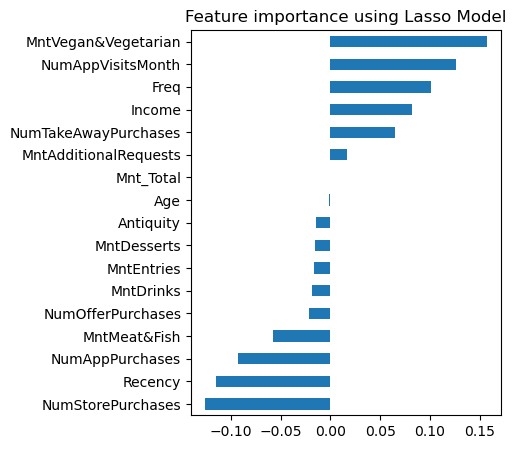 Feature importance using Lasso Model
MntVegan&Vegetarian
NumAppVisitsMonth
Freq
Income
NumTakeAwayPurchases
MntAdditionalRequests
Mnt_Total
Age
Antiquity
MntDesserts
MntEntries
MntDrinks
NumOfferPurchases
MntMeat&Fish
NumAppPurchases
Recency
NumStorePurchases
−0.10 −0.05 0.00 0.05 0.10 0.15